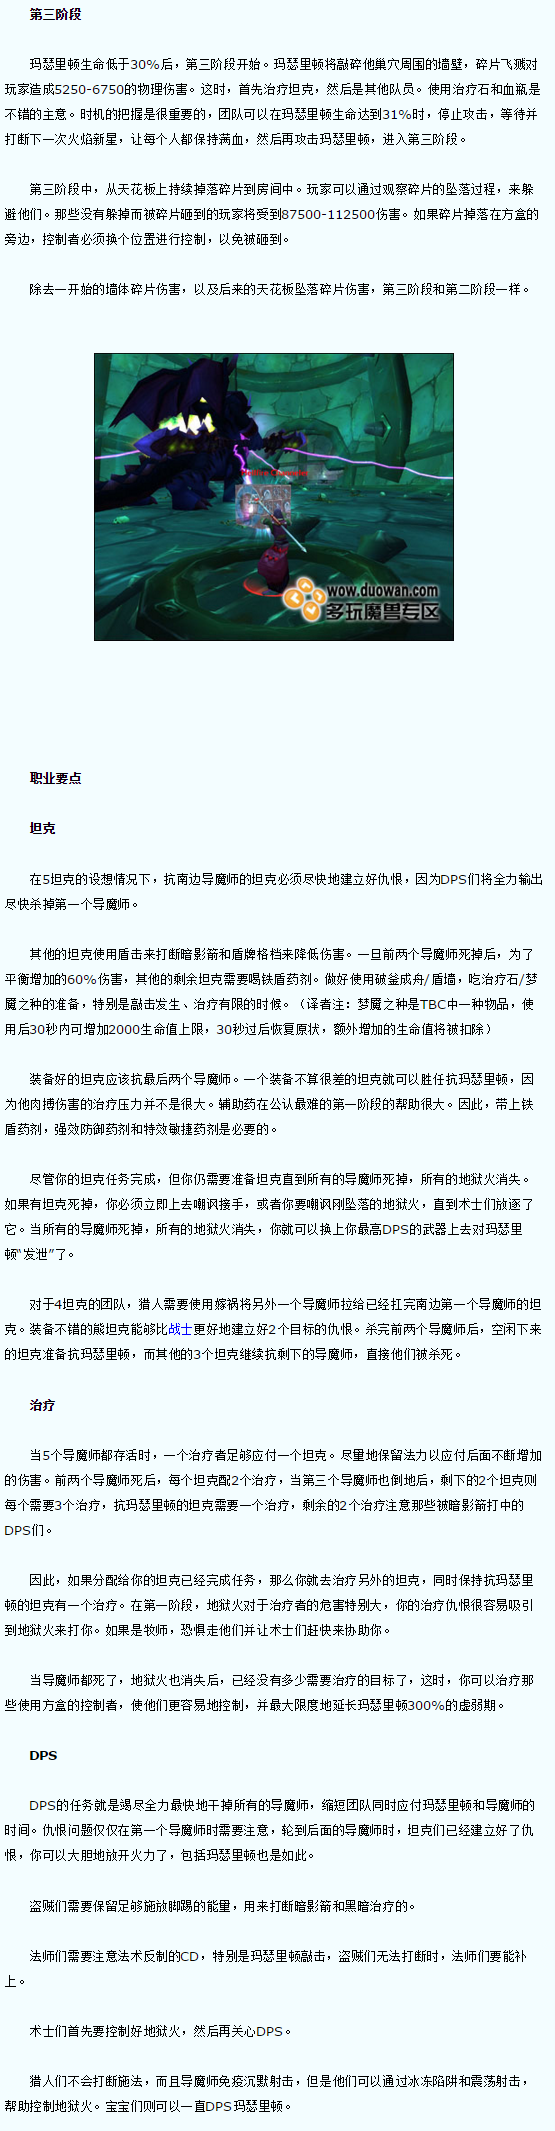 第三阶段
玛瑟里顿生命低于30%后，第三阶段开始。玛瑟里顿将敲碎他巢穴周围的墙壁，碎片飞溅对
玩家造成5250-6750的物理伤害。这时，首先治疗坦克，然后是其他队员。使用治疗石和血瓶是
不错的主意。时机的把握是很重要的，团队可以在玛瑟里顿生命达到31%时，停止攻击，等待并
打断下一次火焰新星，让每个人都保持满血，然后再攻击玛瑟里顿，进入第三阶段。
第三阶段中，从天花板上持续掉落碎片到房间中。玩家可以通过观察碎片的坠落过程，来躲
避他们。那些没有躲掉而被碎片砸到的玩家将受到87500-112500伤害。如果碎片掉落在方盒的
旁边，控制者必须换个位置进行控制，以免被砸到。
除去一开始的墙体碎片伤害，以及后来的天花板坠落碎片伤害，第三阶段和第二阶段一样。
www.duowan.com
多玩魔兽专区
职业要点
坦克
在5坦克的设想情况下，抗南边导魔师的坦克必须尽快地建立好仇恨，因为DPS们将全力输出
尽快杀掉第一个导魔师。
其他的坦克使用盾击来打断暗影箭和盾牌格档来降低伤害。一旦前两个导魔师死掉后，为了
平衡增加的60%伤害，其他的剩余坦克需要喝铁盾药剂。做好使用破釜成舟/盾墙，吃治疗石/梦
魇之种的准备，特别是敲击发生、治疗有限的时候。（译者注：梦魇之种是TBC中一种物品，使
用后30秒内可增加2000生命值上限，30秒过后恢复原状，额外增加的生命值将被扣除）
装备好的坦克应该抗最后两个导魔师。一个装备不算很差的坦克就可以胜任抗玛瑟里顿，因
为他肉搏伤害的治疗压力并不是很大。辅助药在公认最难的第一阶段的帮助很大。因此，带上铁
盾药剂，强效防御药剂和特效敏捷药剂是必要的。
尽管你的坦克任务完成，但你仍需要准备坦克直到所有的导魔师死掉，所有的地狱火消失。
如果有坦克死掉，你必须立即上去嘲讽接手，或者你要嘲讽刚坠落的地狱火，直到术士们放逐了
它。当所有的导魔师死掉，所有的地狱火消失，你就可以换上你最高DPS的武器上去对玛瑟里
顿“发泄”了。
对于4坦克的团队，猎人需要使用嫁祸将另外一个导魔师拉给已经扛完南边第一个导魔师的坦
克。装备不错的熊坦克能够比战士更好地建立好2个目标的仇恨。杀完前两个导魔师后，空闲下来
的坦克准备抗玛瑟里顿，而其他的3个坦克继续抗剩下的导魔师，直接他们被杀死。
治疗
当5个导魔师都存活时，一个治疗者足够应付一个坦克。尽量地保留法力以应付后面不断增加
的伤害。前两个导魔师死后，每个坦克配2个治疗，当第三个导魔师也倒地后，剩下的2个坦克则
每个需要3个治疗，抗玛瑟里顿的坦克需要一个治疗，剩余的2个治疗注意那些被暗影箭打中的
DPS们。
因此，如果分配给你的坦克已经完成任务，那么你就去治疗另外的坦克，同时保持抗玛瑟里
顿的坦克有一个治疗。在第一阶段，地狱火对于治疗者的危害特别大，你的治疗仇恨很容易吸引
到地狱火来打你。如果是牧师，恐惧走他们并让术士们赶快来协助你。
当导魔师都死了，地狱火也消失后，已经没有多少需要治疗的目标了，这时，你可以治疗那
些使用方盒的控制者，使他们更容易地控制，并最大限度地延长玛瑟里顿300%的虚弱期。
DPS
DPS的任务就是竭尽全力最快地干掉所有的导魔师，缩短团队同时应付玛瑟里顿和导魔师的
时间。仇恨问题仅仅在第一个导魔师时需要注意，轮到后面的导魔师时，坦克们已经建立好了仇
恨，你可以大胆地放开火力了，包括玛瑟里顿也是如此。
盗贼们需要保留足够施放脚踢的能量，用来打断暗影箭和黑暗治疗的。
法师们需要注意法术反制的CD，特别是玛瑟里顿敲击，盗贼们无法打断时，法师们要能补
上。
术士们首先要控制好地狱火，然后再关心DPS。
猎人们不会打断施法，而且导魔师免疫沉默射击，但是他们可以通过冰冻陷阱和震荡射击，
帮助控制地狱火。宝宝们则可以一直DPS玛瑟里顿。